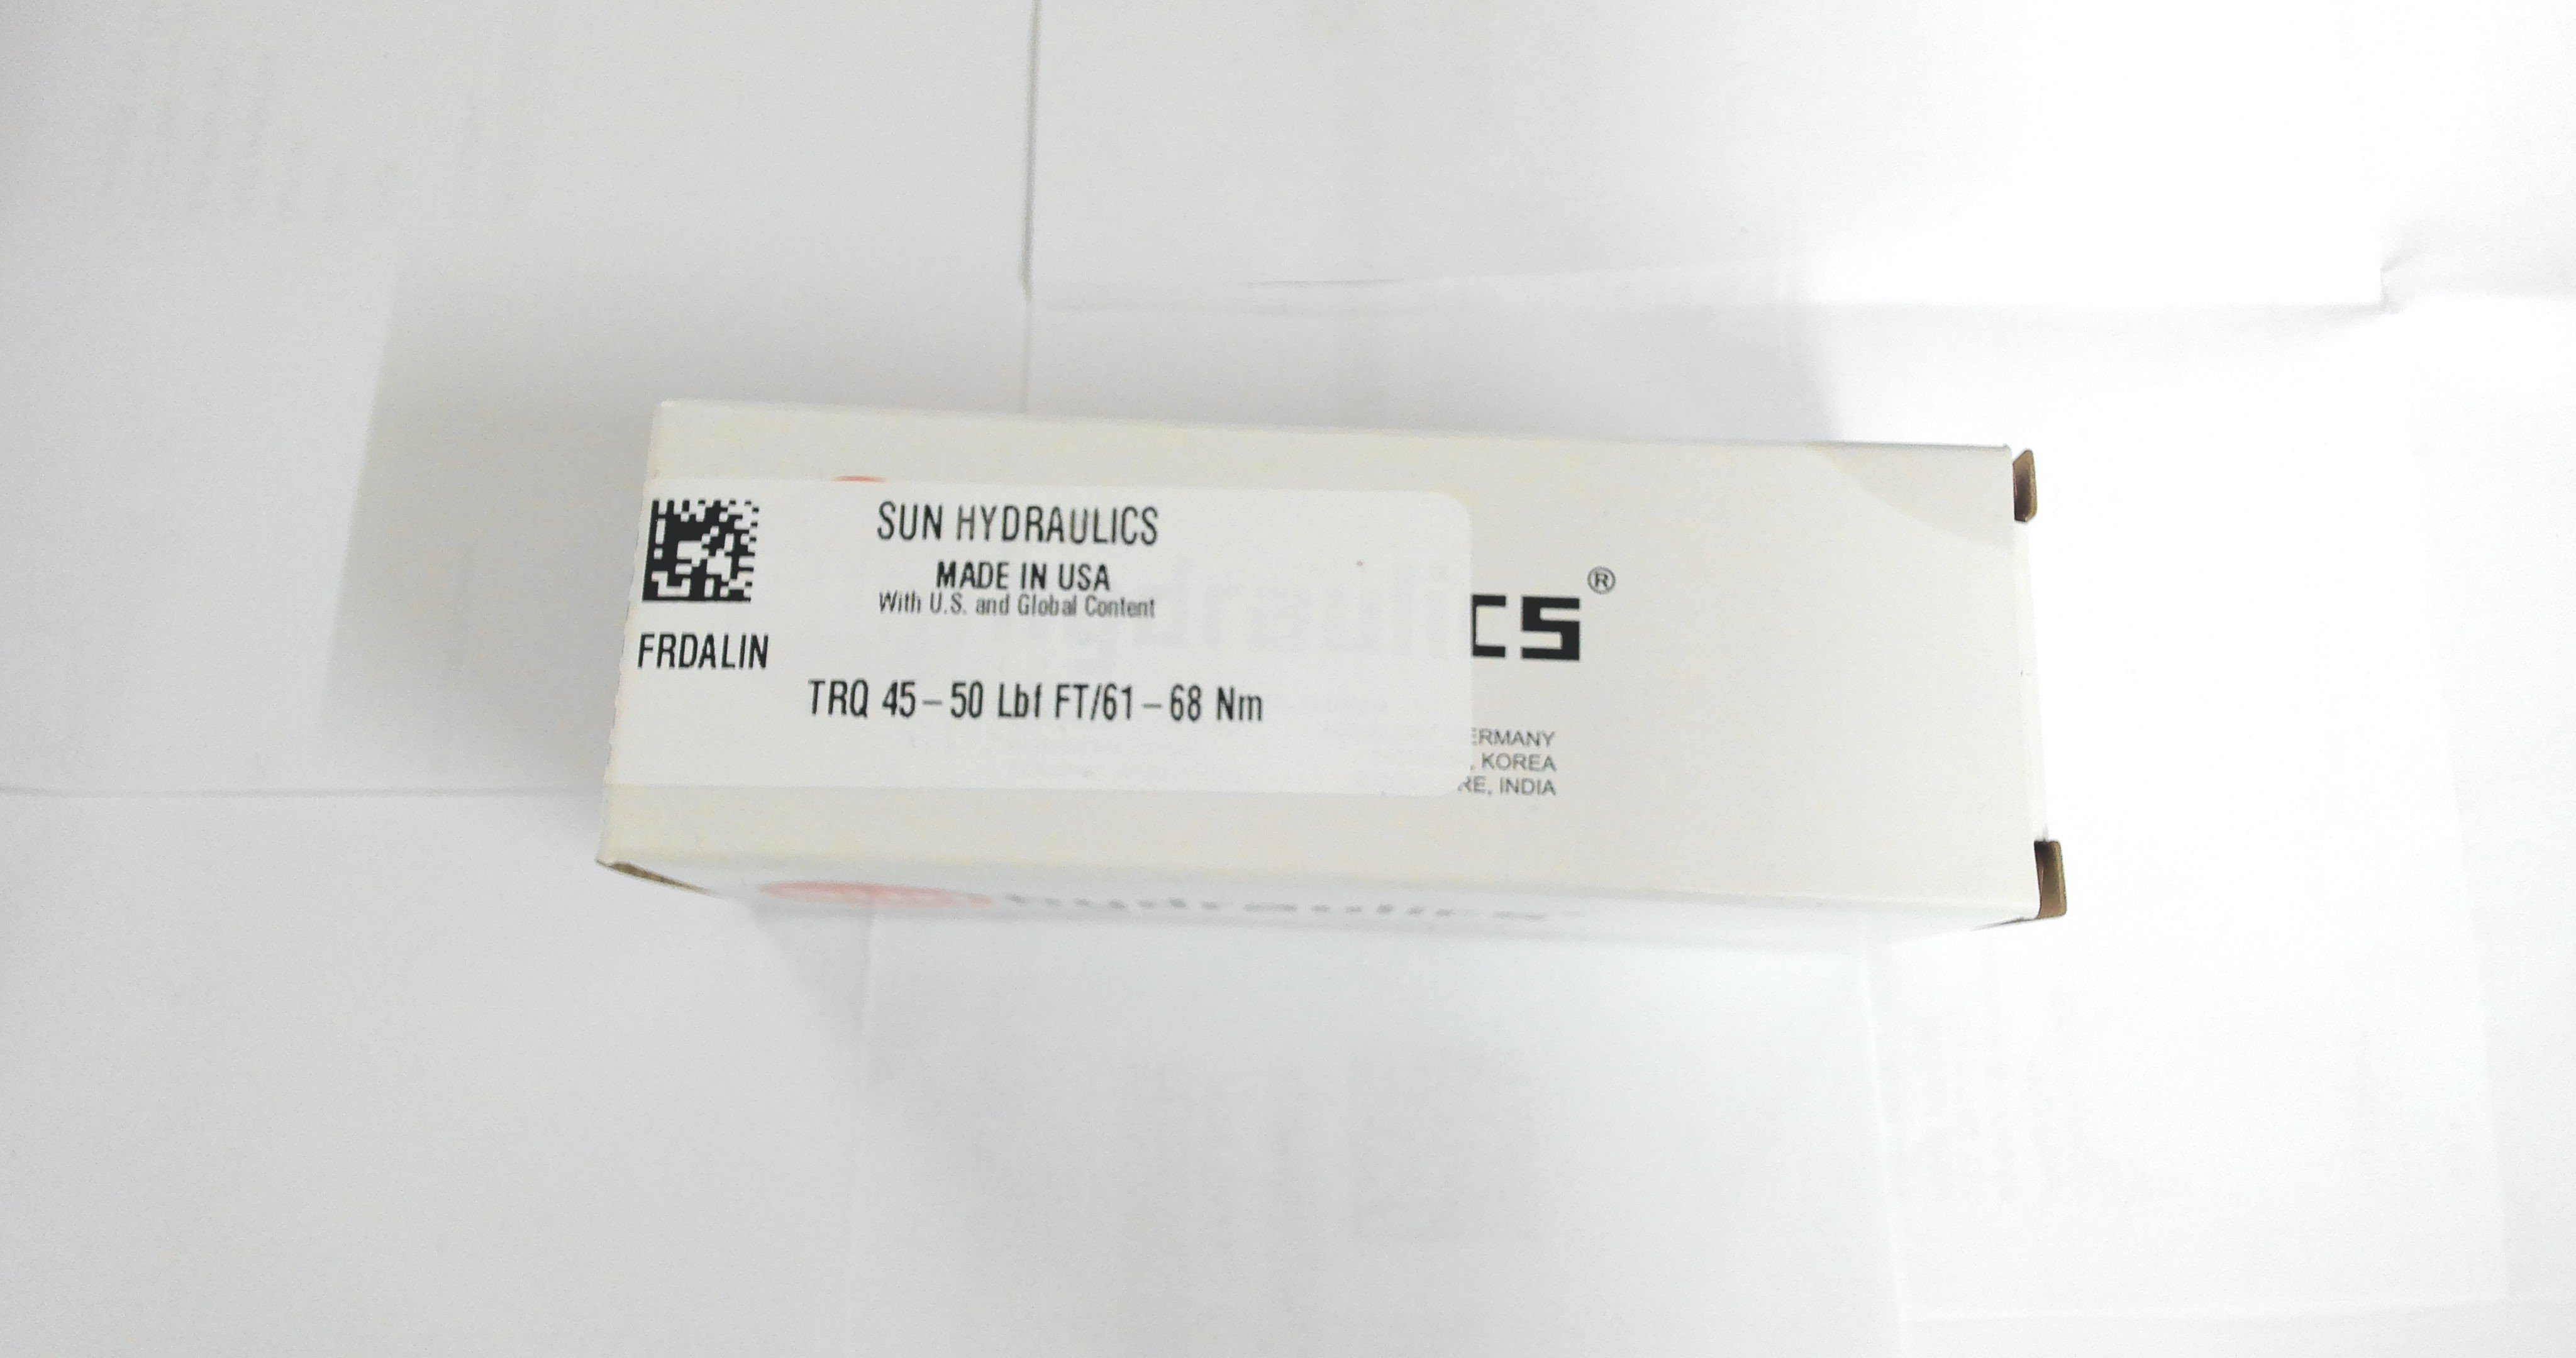 SUN HYDRAULICS
MADE IN USA
With U.S. and Global Content
FRDALIN
TRQ 45-50 Lbf FT/61-68 Nm
CS®
ERMANY
, KOREA
RE, INDIA
hydraulics